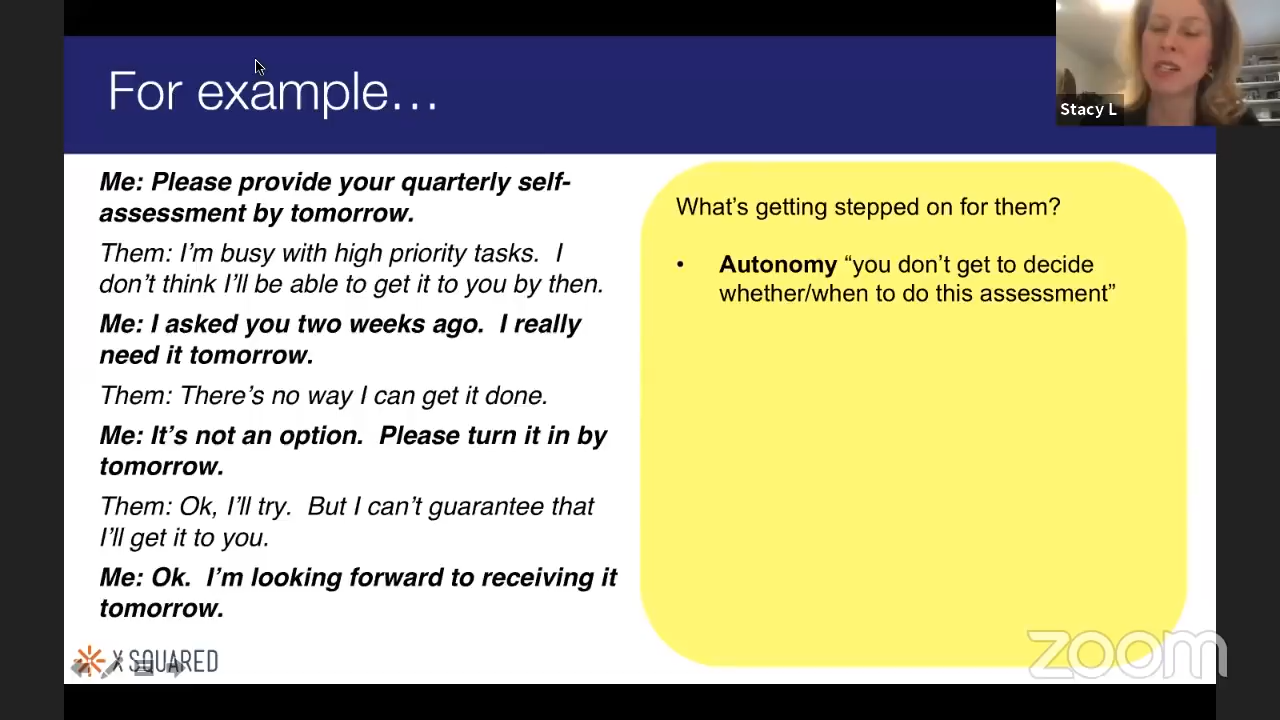 For example…
Stacy L
Me: Please provide your quarterly self-
assessment by tomorrow.
Them: I’m busy with high priority tasks.  I
don’t think I’ll be able to get it to you by then.
Me: I asked you two weeks ago.  I really
need it tomorrow.
Them: There’s no way I can get it done.
Me: It’s not an option.  Please turn it in by
tomorrow.
Them: Ok, I’ll try.  But I can’t guarantee that
I’ll get it to you.
Me: Ok.  I’m looking forward to receiving it
tomorrow.
What’s getting stepped on for them?
• Autonomy “you don’t get to decide
whether/when to do this assessment”
X SQUARED
zoom